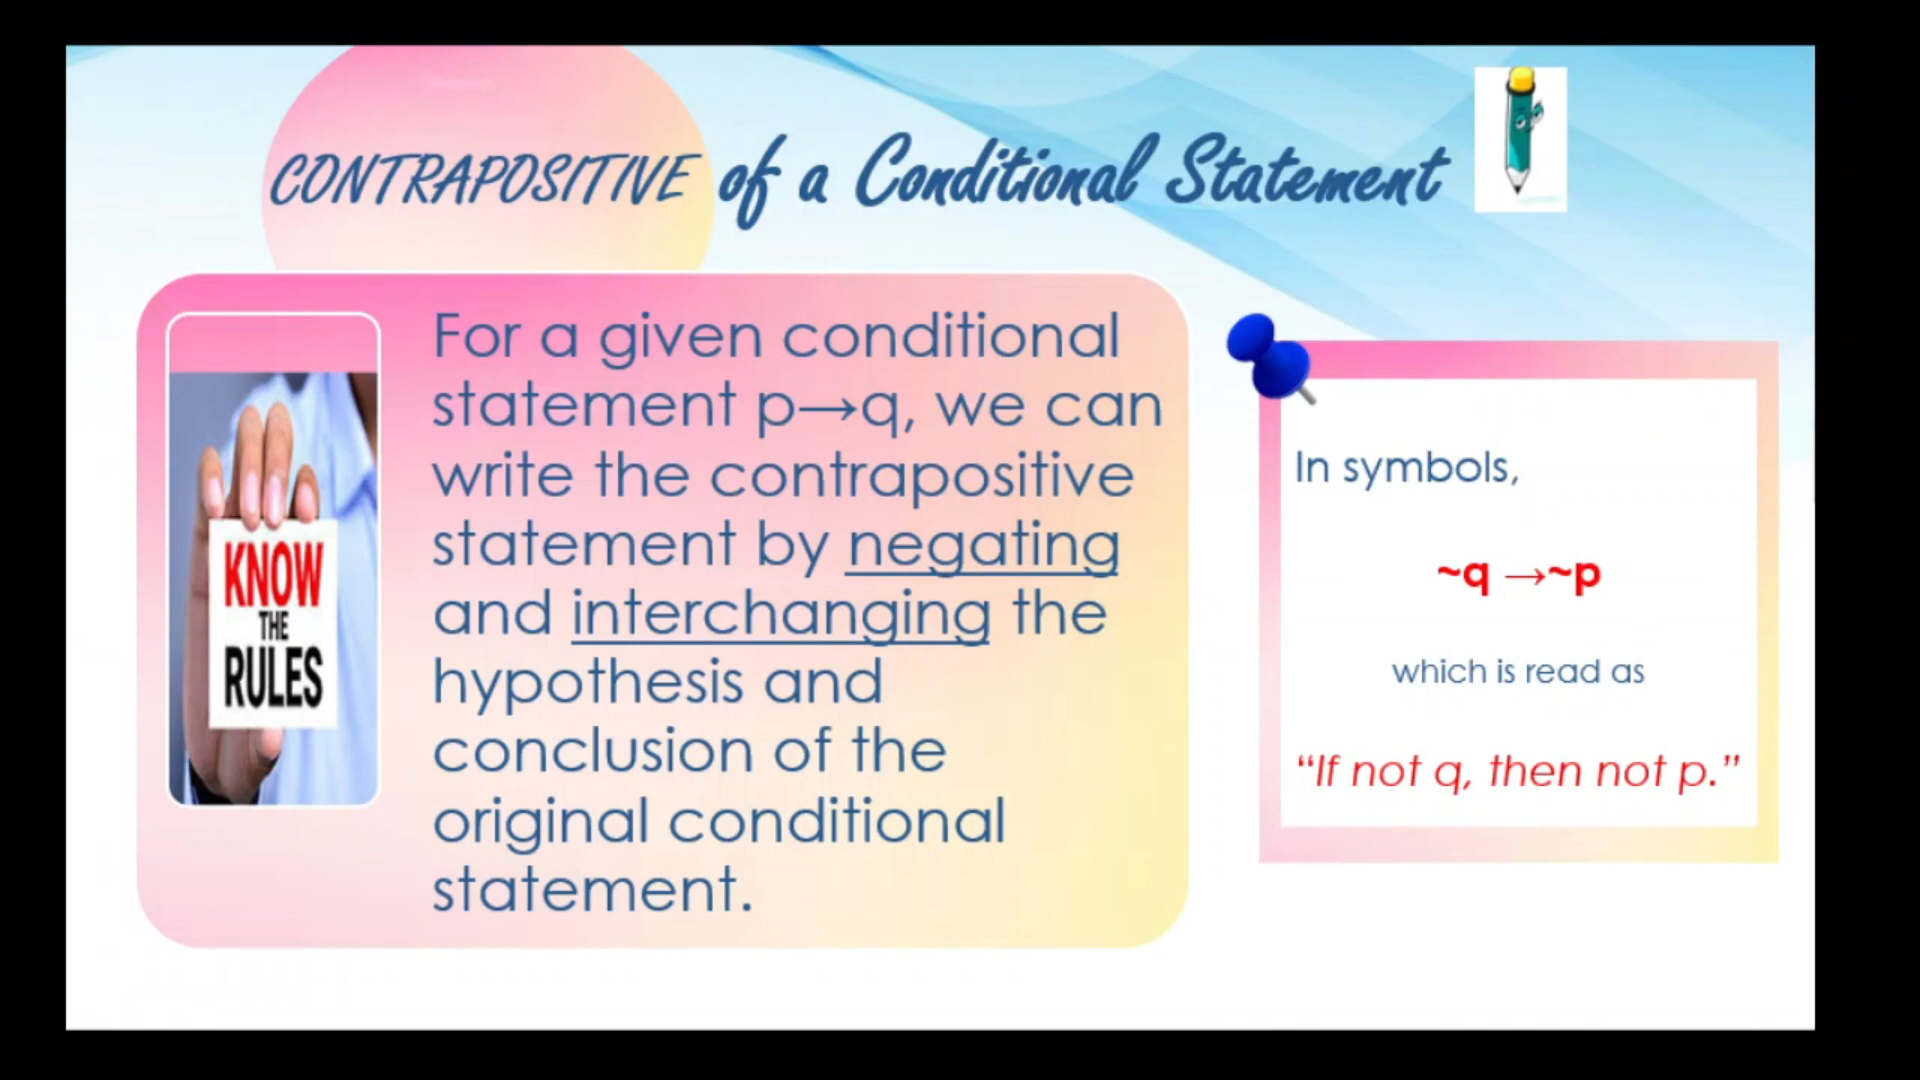 CONTRAPOSITIVE of a Conditional Statement
For a given conditional
statement p→q, we can
write the contrapositive
statement by negating
and interchanging the
hypothesis and
conclusion of the
original conditional
statement.
KNOW
THE
RULES
In symbols,
~q →~p
which is read as
“If not q, then not p.”